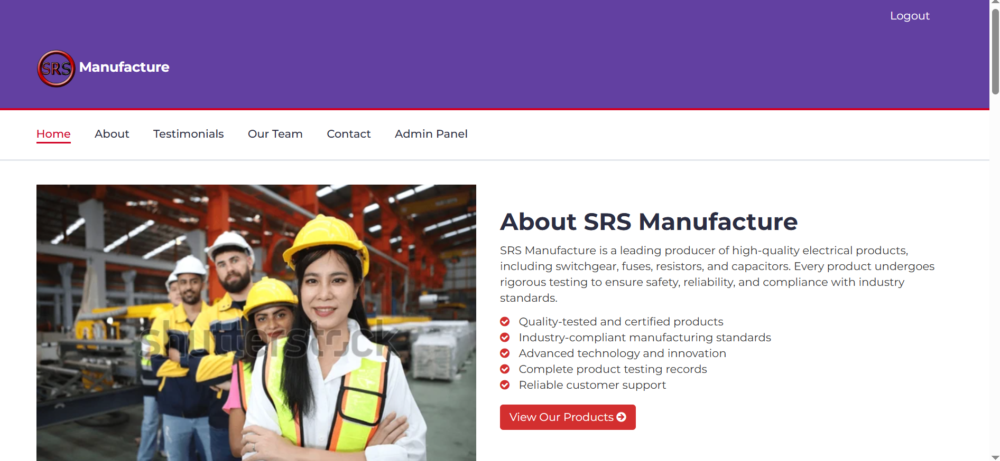 Logout
SRS Manufacture
Home About Testimonials Our Team Contact Admin Panel
shutterstock
About SRS Manufacture
SRS Manufacture is a leading producer of high-quality electrical products,
including switchgear, fuses, resistors, and capacitors. Every product undergoes
rigorous testing to ensure safety, reliability, and compliance with industry
standards.
Quality-tested and certified products
Industry-compliant manufacturing standards
Advanced technology and innovation
Complete product testing records
Reliable customer support
View Our Products